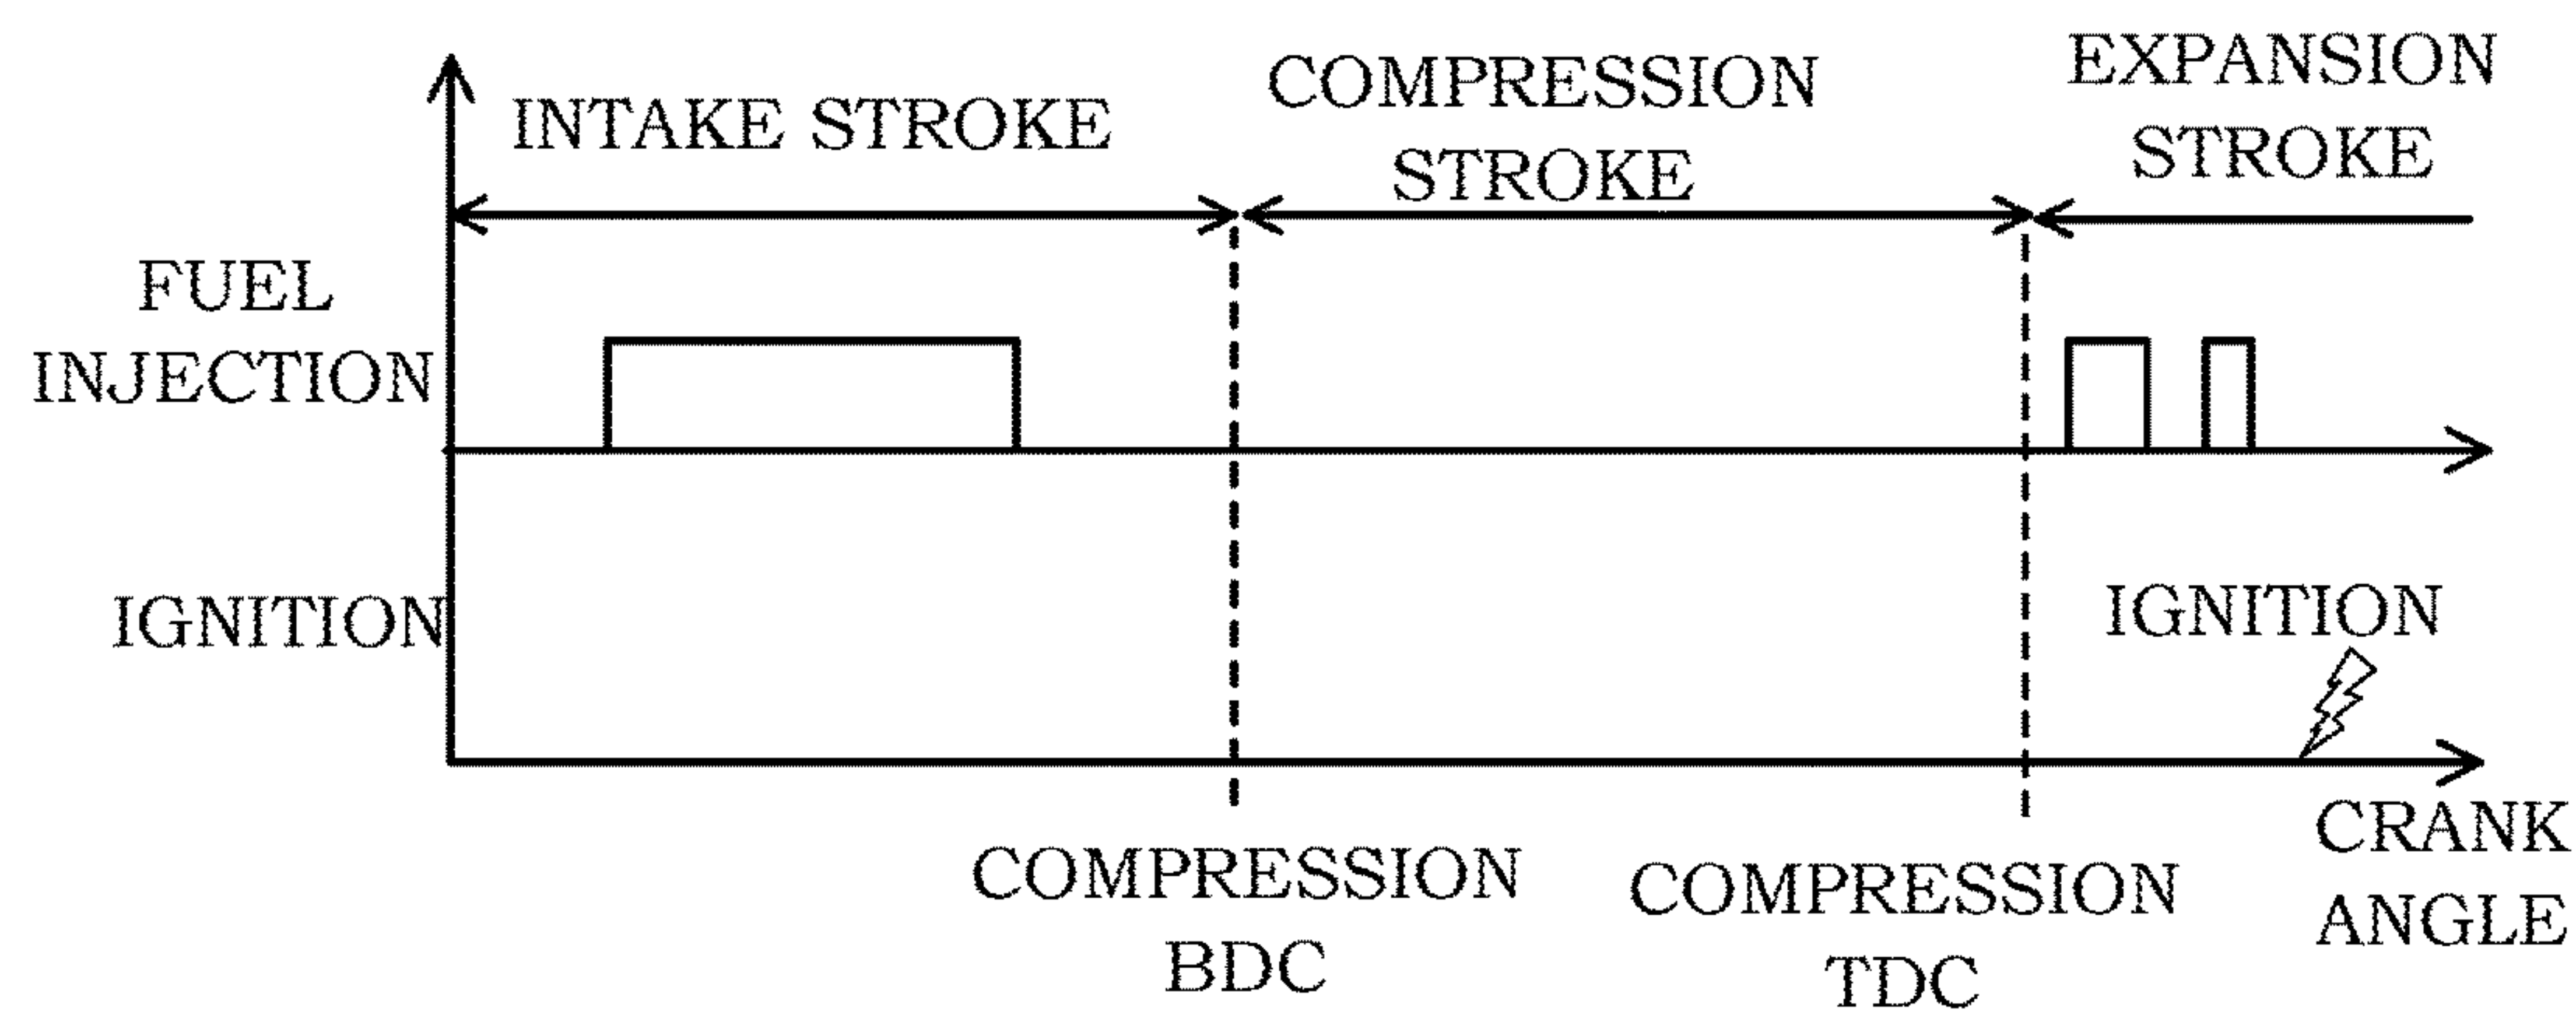 INTAKE STROKE
COMPRESSION
STROKE
EXPANSION
STROKE
FUEL
INJECTION
IGNITION
IGNITION
CRANK
ANGLE
COMPRESSION
BDC
COMPRESSION
TDC